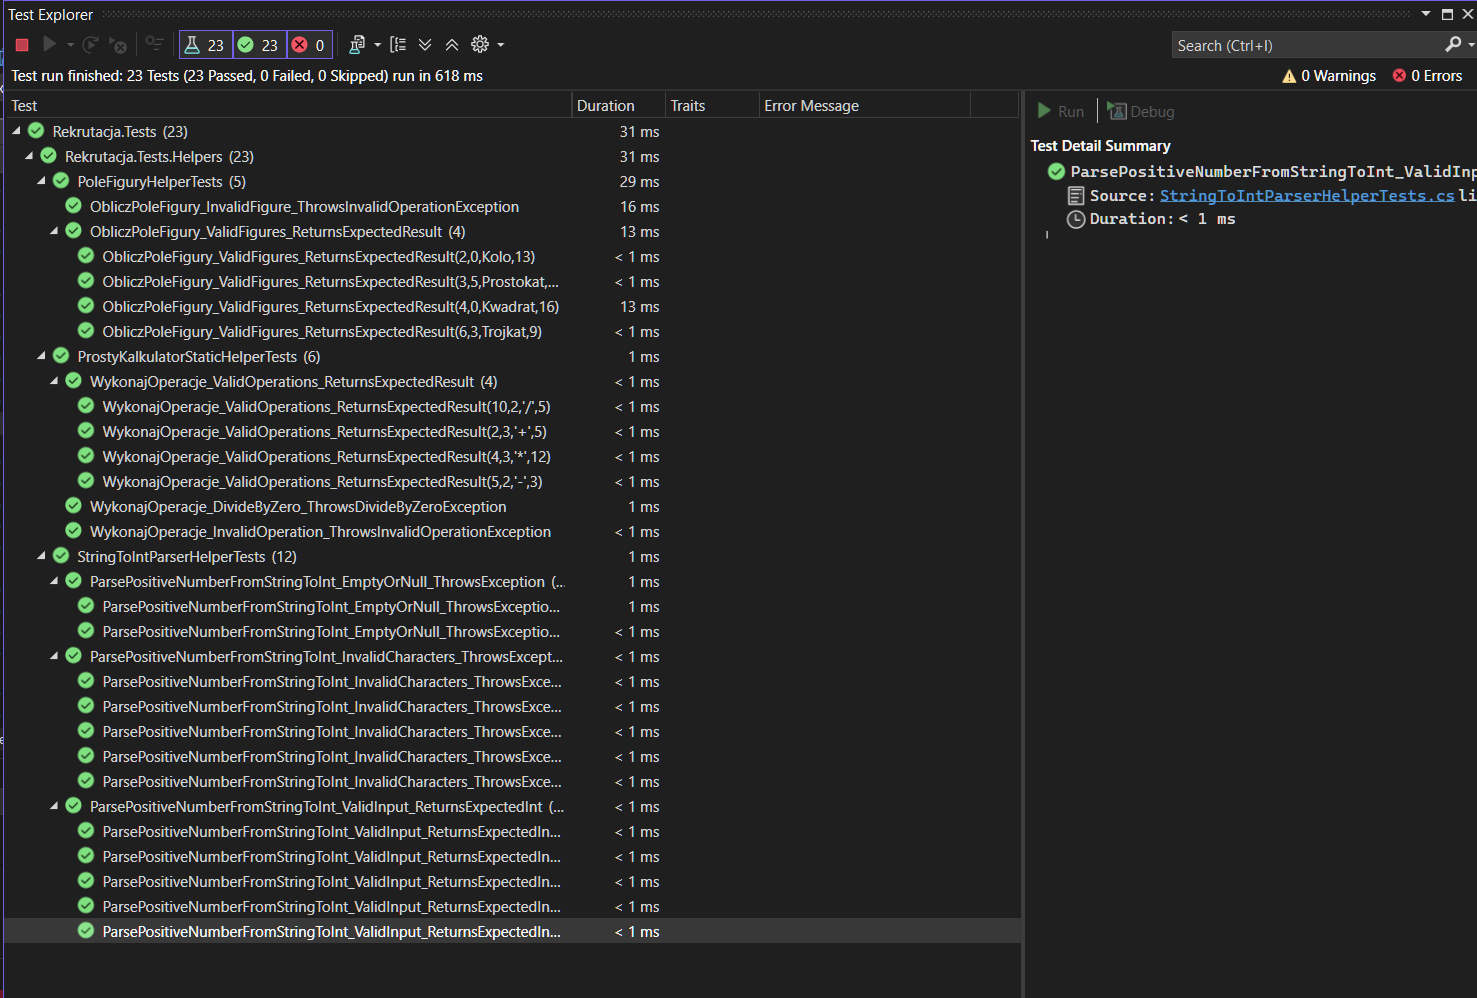 Test Explorer
23 23 0
Search (Ctrl+I)
Test run finished: 23 Tests (23 Passed, 0 Failed, 0 Skipped) run in 618 ms
0 Warnings 0 Errors
Test Duration Traits Error Message
Run Debug
Test Detail Summary
ParsePositiveNumberFromStringToInt_ValidInp
Source: StringToIntParserHelperTests.cs li
Duration: < 1 ms
Rekrutacja.Tests (23) 31 ms
Rekrutacja.Tests.Helpers (23) 31 ms
PoleFiguryHelperTests (5) 29 ms
ObliczPoleFigury_InvalidFigure_ThrowsInvalidOperationException 16 ms
ObliczPoleFigury_ValidFigures_ReturnsExpectedResult (4) 13 ms
ObliczPoleFigury_ValidFigures_ReturnsExpectedResult(2,0,Kolo,13) < 1 ms
ObliczPoleFigury_ValidFigures_ReturnsExpectedResult(3,5,Prostokat,... < 1 ms
ObliczPoleFigury_ValidFigures_ReturnsExpectedResult(4,0,Kwadrat,16) 13 ms
ObliczPoleFigury_ValidFigures_ReturnsExpectedResult(6,3,Trojkat,9) < 1 ms
ProstyKalkulatorStaticHelperTests (6) 1 ms
WykonajOperacje_ValidOperations_ReturnsExpectedResult (4) < 1 ms
WykonajOperacje_ValidOperations_ReturnsExpectedResult(10,2,'/',5) < 1 ms
WykonajOperacje_ValidOperations_ReturnsExpectedResult(2,3,'+',5) < 1 ms
WykonajOperacje_ValidOperations_ReturnsExpectedResult(4,3,'*',12) < 1 ms
WykonajOperacje_ValidOperations_ReturnsExpectedResult(5,2,'-',3) < 1 ms
WykonajOperacje_DivideByZero_ThrowsDivideByZeroException 1 ms
WykonajOperacje_InvalidOperation_ThrowsInvalidOperationException < 1 ms
StringToIntParserHelperTests (12) 1 ms
ParsePositiveNumberFromStringToInt_EmptyOrNull_ThrowsException (... 1 ms
ParsePositiveNumberFromStringToInt_EmptyOrNull_ThrowsExceptio... 1 ms
ParsePositiveNumberFromStringToInt_EmptyOrNull_ThrowsExceptio... < 1 ms
ParsePositiveNumberFromStringToInt_InvalidCharacters_ThrowsExcept... < 1 ms
ParsePositiveNumberFromStringToInt_InvalidCharacters_ThrowsExce... < 1 ms
ParsePositiveNumberFromStringToInt_InvalidCharacters_ThrowsExce... < 1 ms
ParsePositiveNumberFromStringToInt_InvalidCharacters_ThrowsExce... < 1 ms
ParsePositiveNumberFromStringToInt_InvalidCharacters_ThrowsExce... < 1 ms
ParsePositiveNumberFromStringToInt_InvalidCharacters_ThrowsExce... < 1 ms
ParsePositiveNumberFromStringToInt_ValidInput_ReturnsExpectedInt (... < 1 ms
ParsePositiveNumberFromStringToInt_ValidInput_ReturnsExpectedIn... < 1 ms
ParsePositiveNumberFromStringToInt_ValidInput_ReturnsExpectedIn... < 1 ms
ParsePositiveNumberFromStringToInt_ValidInput_ReturnsExpectedIn... < 1 ms
ParsePositiveNumberFromStringToInt_ValidInput_ReturnsExpectedIn... < 1 ms
ParsePositiveNumberFromStringToInt_ValidInput_ReturnsExpectedIn... < 1 ms